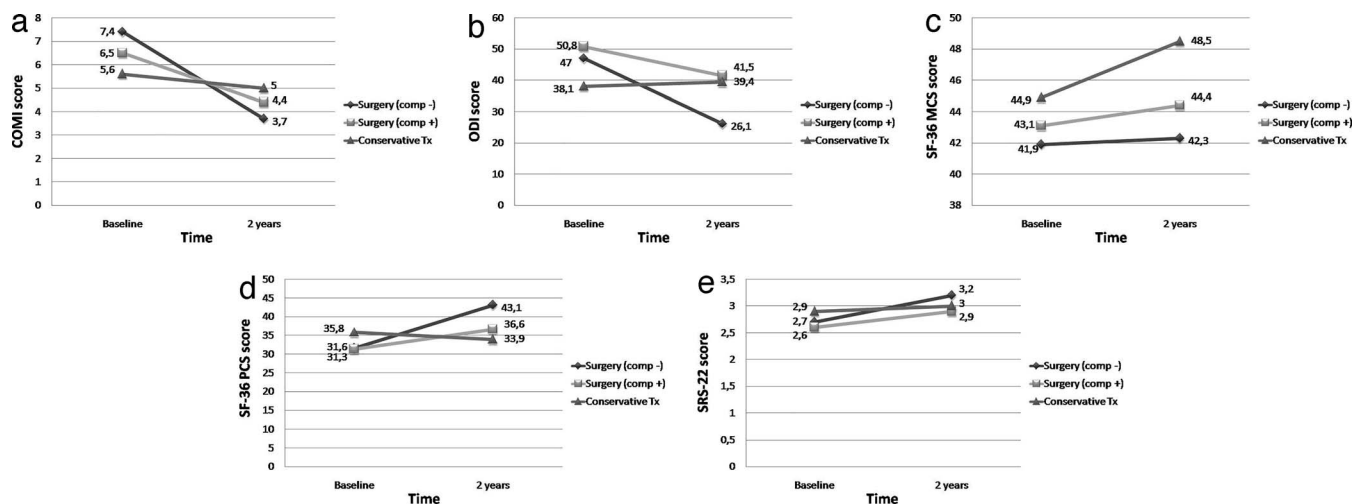 a
COMI score
8
7
6
5
4
3
2
1
0
7,4
6,5
5,6
5
4,4
3,7
Baseline
2 years
Time
Surgery (comp -)
Surgery (comp +)
Conservative Tx
b
ODI score
60
50
40
30
20
10
0
50,8
47
38,1
41,5
39,4
26,1
Baseline
2 years
Time
Surgery (comp -)
Surgery (comp +)
Conservative Tx
c
SF-36 MCS score
50
48
46
44
42
40
38
44,9
43,1
41,9
48,5
44,4
42,3
Baseline
2 years
Time
Surgery (comp -)
Surgery (comp +)
Conservative Tx
d
SF-36 PCS score
50
45
40
35
30
25
20
15
10
5
0
35,8
31,6
31,3
43,1
36,6
33,9
Baseline
2 years
Time
Surgery (comp -)
Surgery (comp +)
Conservative Tx
e
SRS-22 score
3,5
3
2,5
2
1,5
1
0,5
0
2,9
2,7
2,6
3,2
3
2,9
Baseline
2 years
Time
Surgery (comp -)
Surgery (comp +)
Conservative Tx